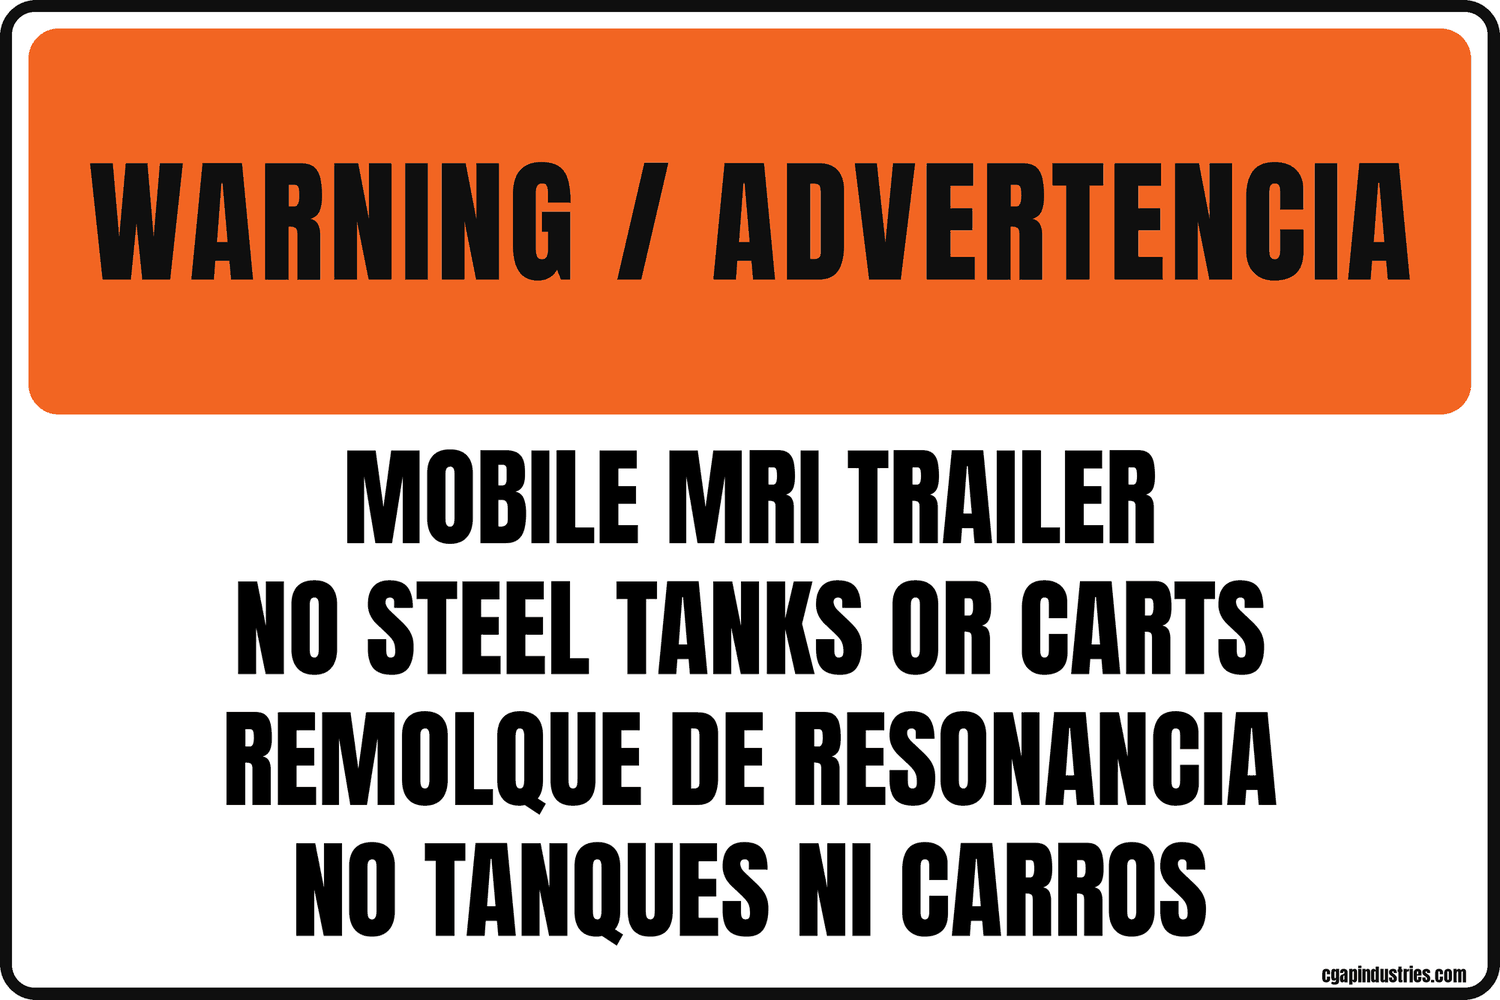 WARNING / ADVERTENCIA
MOBILE MRI TRAILER
NO STEEL TANKS OR CARTS
REMOLQUE DE RESONANCIA
NO TANQUES NI CARROS
cgapindustries.com